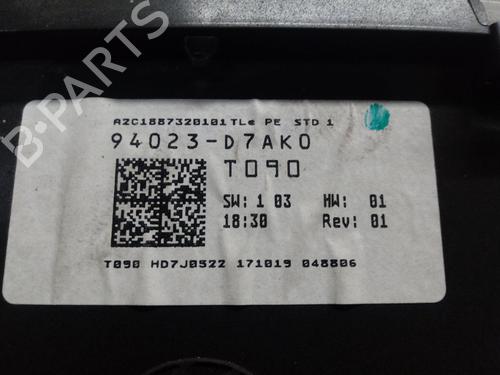 A2C1887320101TLe PE STD 1
94023-D7AK0
T090
SW: 1 03 HW: 01
18:30 Rev: 01
T090 HD7J0522 171019 048806
B-PARTS